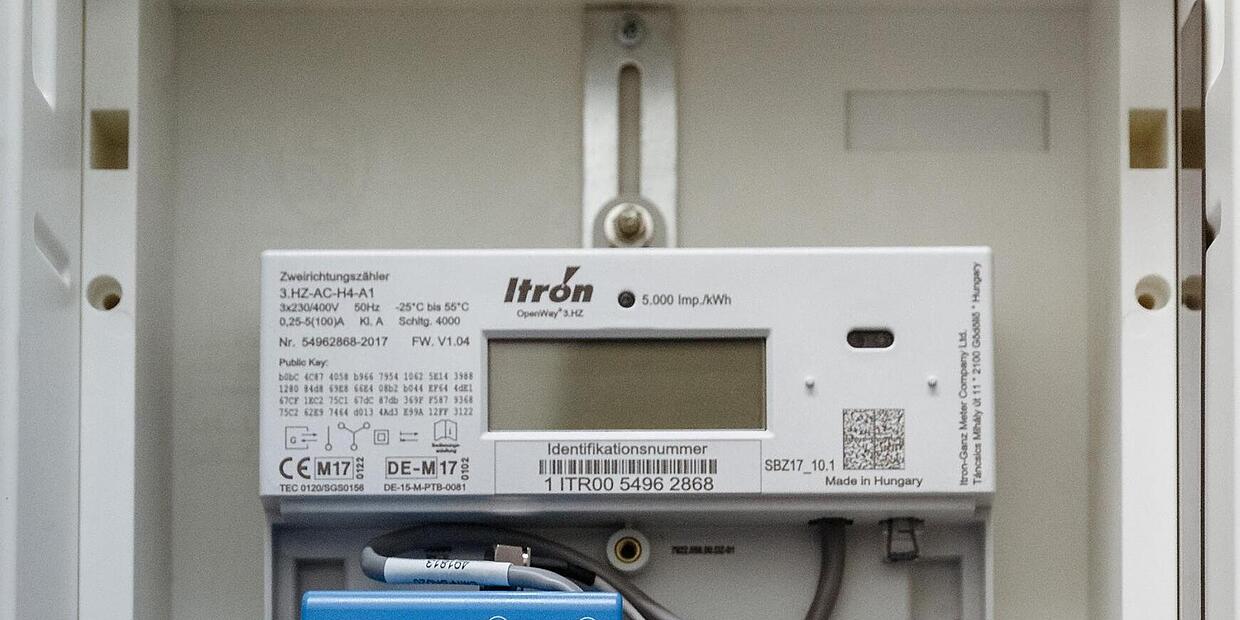 Zweirichtungszähler
3.HZ-AC-H4-A1
3x230/400V 50Hz -25°C bis 55°C
0,25-5(100)A Kl. A Schltg. 4000
Nr. 54962868-2017 FW. V1.04
Public Key:
b0bC 4C87 4058 b966 7954 1062 5E14 3988
1280 84d8 69E8 66E4 08b2 b044 EF64 4dE1
67CF 1EC2 75C1 67dC 87db 369F F587 9368
75C2 62E9 7464 d013 4Ad3 E99A 12FF 3122
G
CE M17 0122 DE-M 17 0102
TEC 0120/SGS0156 DE-15-M-PTB-0081
Itron
OpenWay® 3.HZ
5.000 Imp./kWh
Identifikationsnummer
1 ITR00 5496 2868
SBZ17_10.1
Made in Hungary
Itron-Ganz Meter Company Ltd.
Táncsics Mihály út 11 * 2100 Gödöllő * Hungary
401813